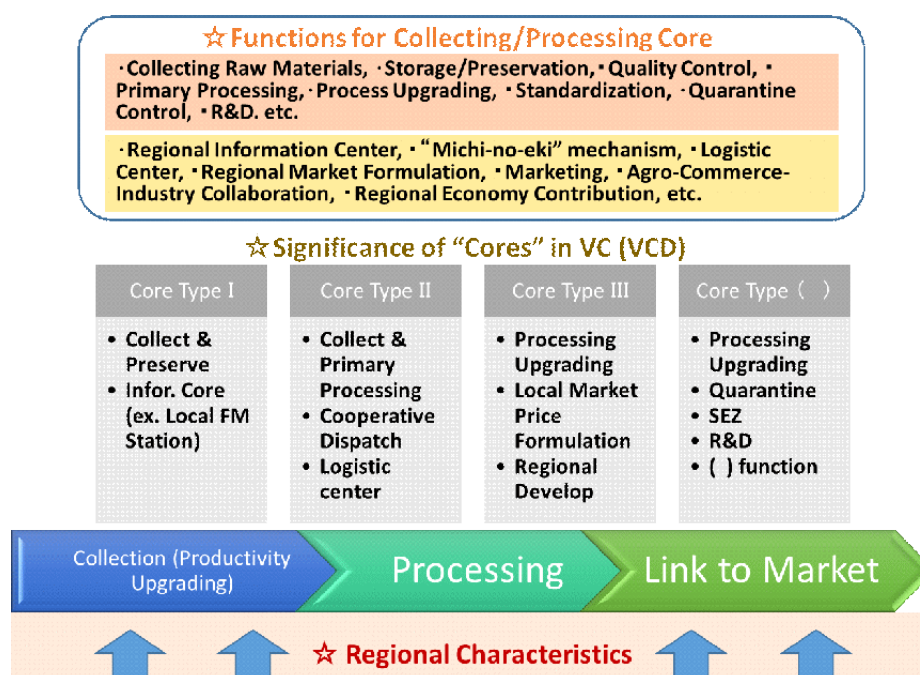 ☆Functions for Collecting/Processing Core
・Collecting Raw Materials, ・Storage/Preservation,・Quality Control, ・
Primary Processing,・Process Upgrading, ・Standardization, ・Quarantine
Control, ・R&D. etc.
・Regional Information Center, ・“Michi-no-eki” mechanism, ・Logistic
Center, ・Regional Market Formulation, ・Marketing, ・Agro-Commerce-
Industry Collaboration, ・Regional Economy Contribution, etc.
☆Significance of “Cores” in VC (VCD)
Core Type I
• Collect &
Preserve
• Infor. Core
(ex. Local FM
Station)
Core Type II
• Collect &
Primary
Processing
• Cooperative
Dispatch
• Logistic
center
Core Type III
• Processing
Upgrading
• Local Market
Price
Formulation
• Regional
Develop
Core Type ( )
• Processing
Upgrading
• Quarantine
• SEZ
• R&D
• ( ) function
Collection (Productivity
Upgrading)
Processing
Link to Market
☆ Regional Characteristics